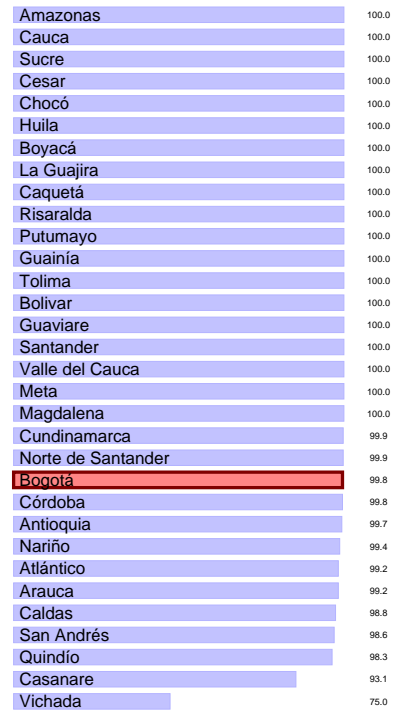 Amazonas 100.0
Cauca 100.0
Sucre 100.0
Cesar 100.0
Chocó 100.0
Huila 100.0
Boyacá 100.0
La Guajira 100.0
Caquetá 100.0
Risaralda 100.0
Putumayo 100.0
Guainía 100.0
Tolima 100.0
Bolivar 100.0
Guaviare 100.0
Santander 100.0
Valle del Cauca 100.0
Meta 100.0
Magdalena 100.0
Cundinamarca 99.9
Norte de Santander 99.9
Bogotá 99.8
Córdoba 99.8
Antioquia 99.7
Nariño 99.4
Atlántico 99.2
Arauca 99.2
Caldas 98.8
San Andrés 98.6
Quindío 98.3
Casanare 93.1
Vichada 75.0